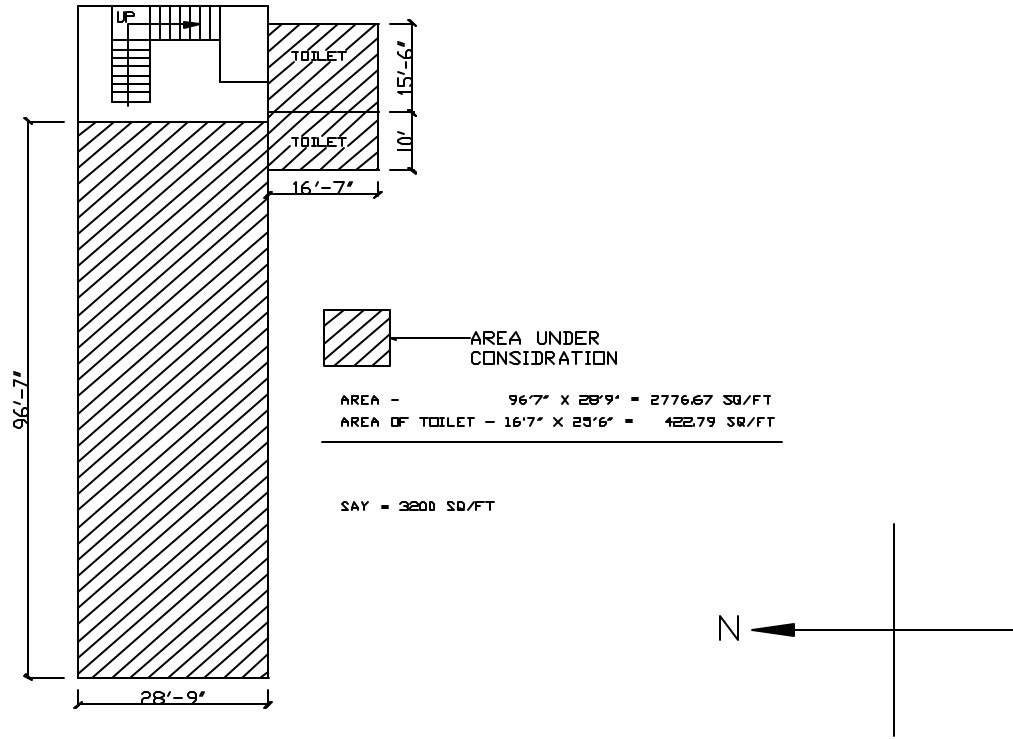 UP
TOILET
15'-6"
TOILET
10'
16'-7"
96'-7"
AREA UNDER
CONSIDRATION
AREA - 96'7" X 28'9" = 2776.67 SQ/FT
AREA OF TOILET - 16'7" X 25'6" = 422.79 SQ/FT
SAY = 3200 SQ/FT
N
28'-9"